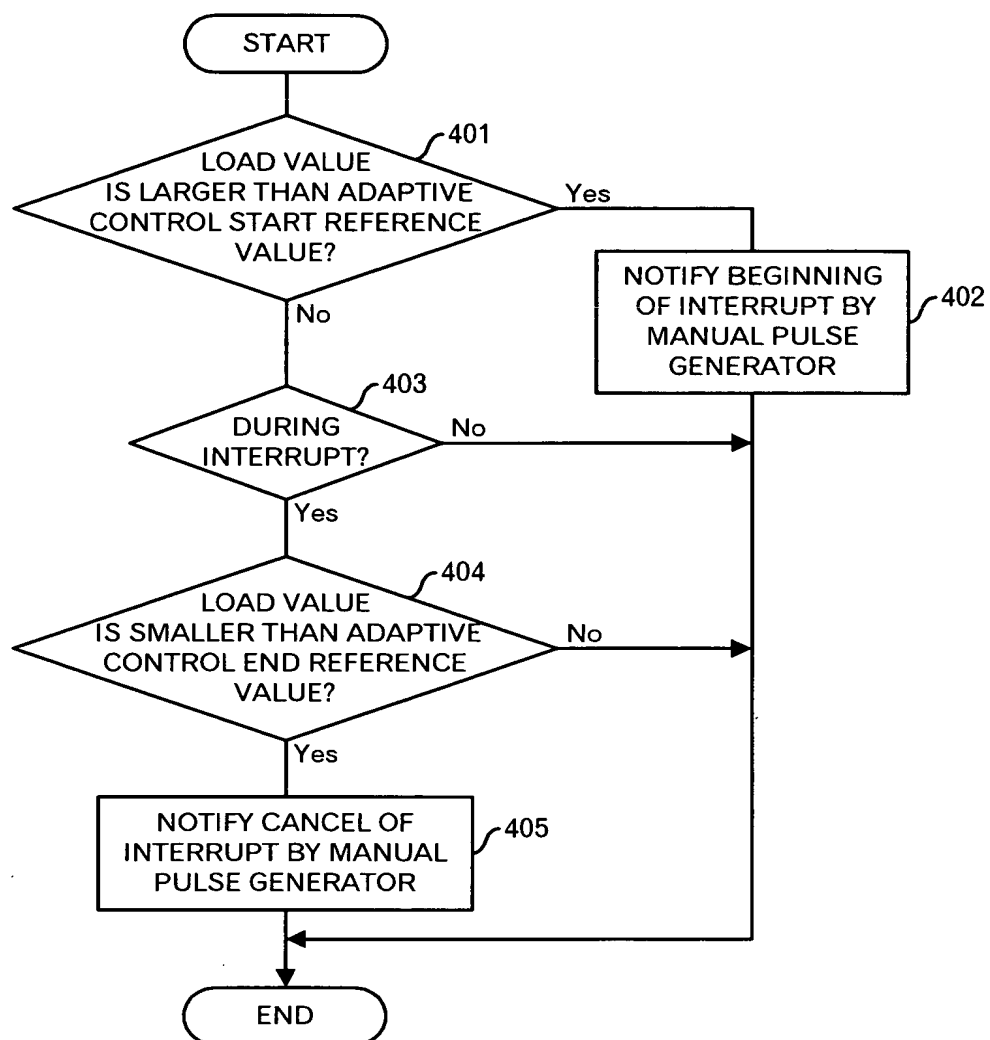 START
401
LOAD VALUE
IS LARGER THAN ADAPTIVE
CONTROL START REFERENCE
VALUE?
Yes
No
NOTIFY BEGINNING
OF INTERRUPT BY
MANUAL PULSE
GENERATOR
402
403
DURING
INTERRUPT?
No
Yes
404
LOAD VALUE
IS SMALLER THAN ADAPTIVE
CONTROL END REFERENCE
VALUE?
No
Yes
NOTIFY CANCEL OF
INTERRUPT BY MANUAL
PULSE GENERATOR
405
END